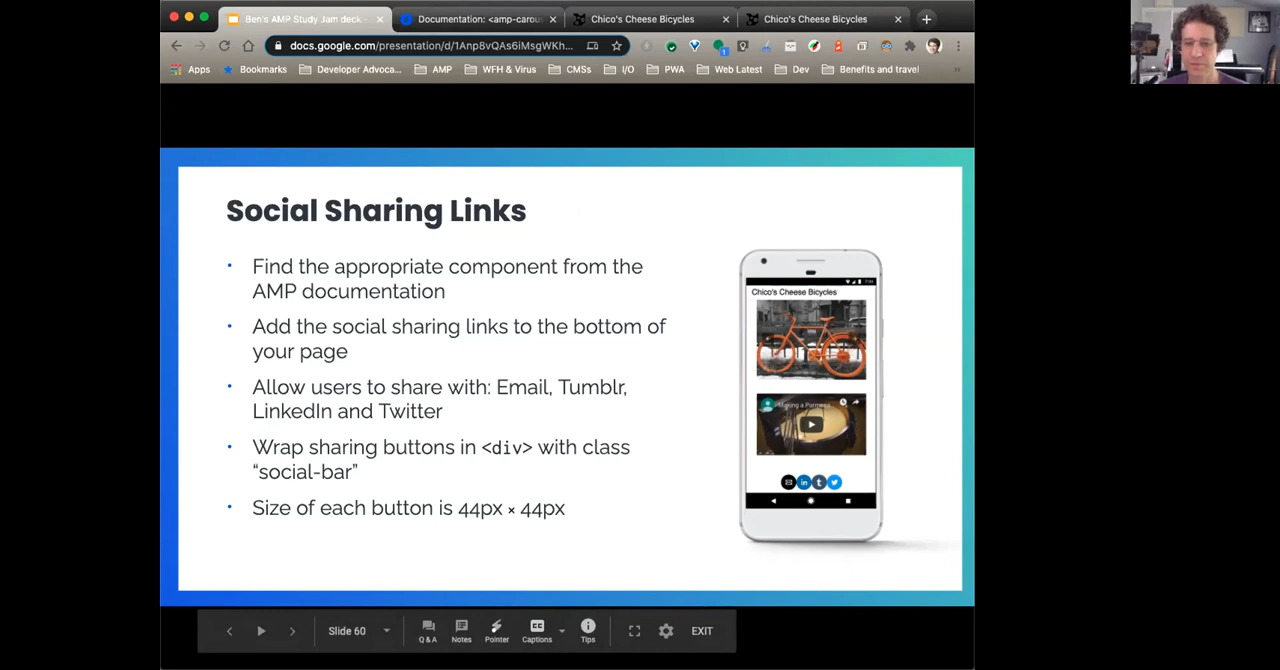 Ben's AMP Study Jam deck -
Documentation: <amp-carou
Chico's Cheese Bicycles
Chico's Cheese Bicycles
docs.google.com/presentation/d/1Anp8vQAs6iMsgWKh...
Apps
Bookmarks
Developer Advoca...
AMP
WFH & Virus
CMSs
I/O
PWA
Web Latest
Dev
Benefits and travel
»
Social Sharing Links
• Find the appropriate component from the
AMP documentation
• Add the social sharing links to the bottom of
your page
• Allow users to share with: Email, Tumblr,
LinkedIn and Twitter
• Wrap sharing buttons in <div> with class
“social-bar”
• Size of each button is 44px × 44px
Chico's Cheese Bicycles
Making a Parmesa
in t
Slide 60
Q & A
Notes
Pointer
CC
Captions
Tips
EXIT